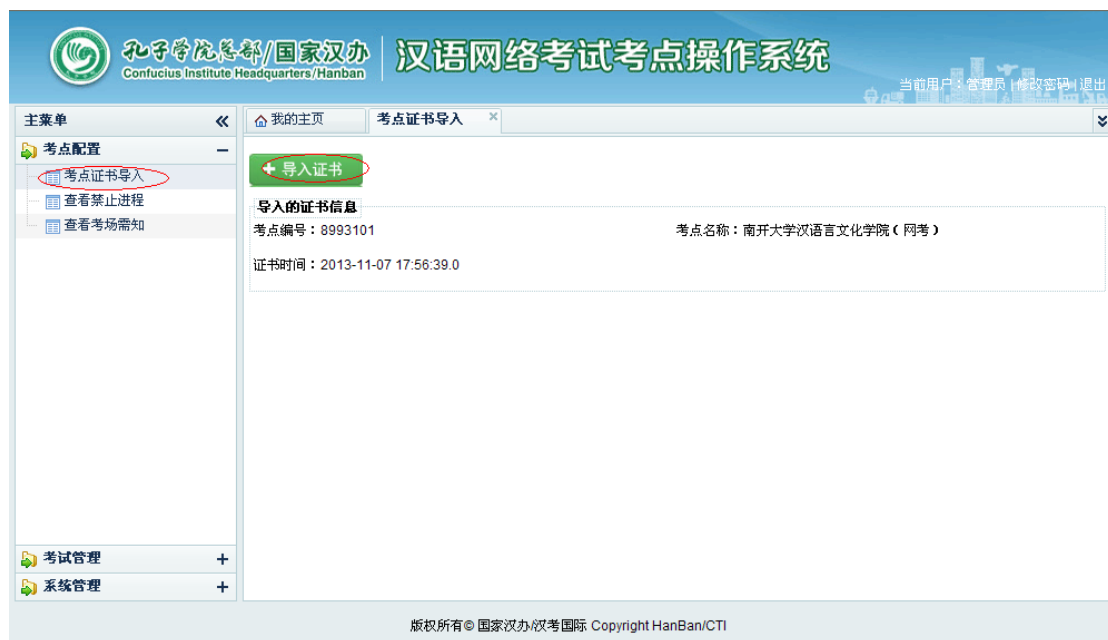 孔子学院总部/国家汉办
Confucius Institute Headquarters/Hanban
汉语网络考试考点操作系统
当前用户：管理员 | 修改密码 | 退出
主菜单
我的主页
考点证书导入
考点配置
考点证书导入
查看禁止进程
查看考场需知
导入证书
导入的证书信息
考点编号：8993101
考点名称：南开大学汉语言文化学院（网考）
证书时间：2013-11-07 17:56:39.0
考试管理
系统管理
版权所有© 国家汉办/汉考国际 Copyright HanBan/CTI